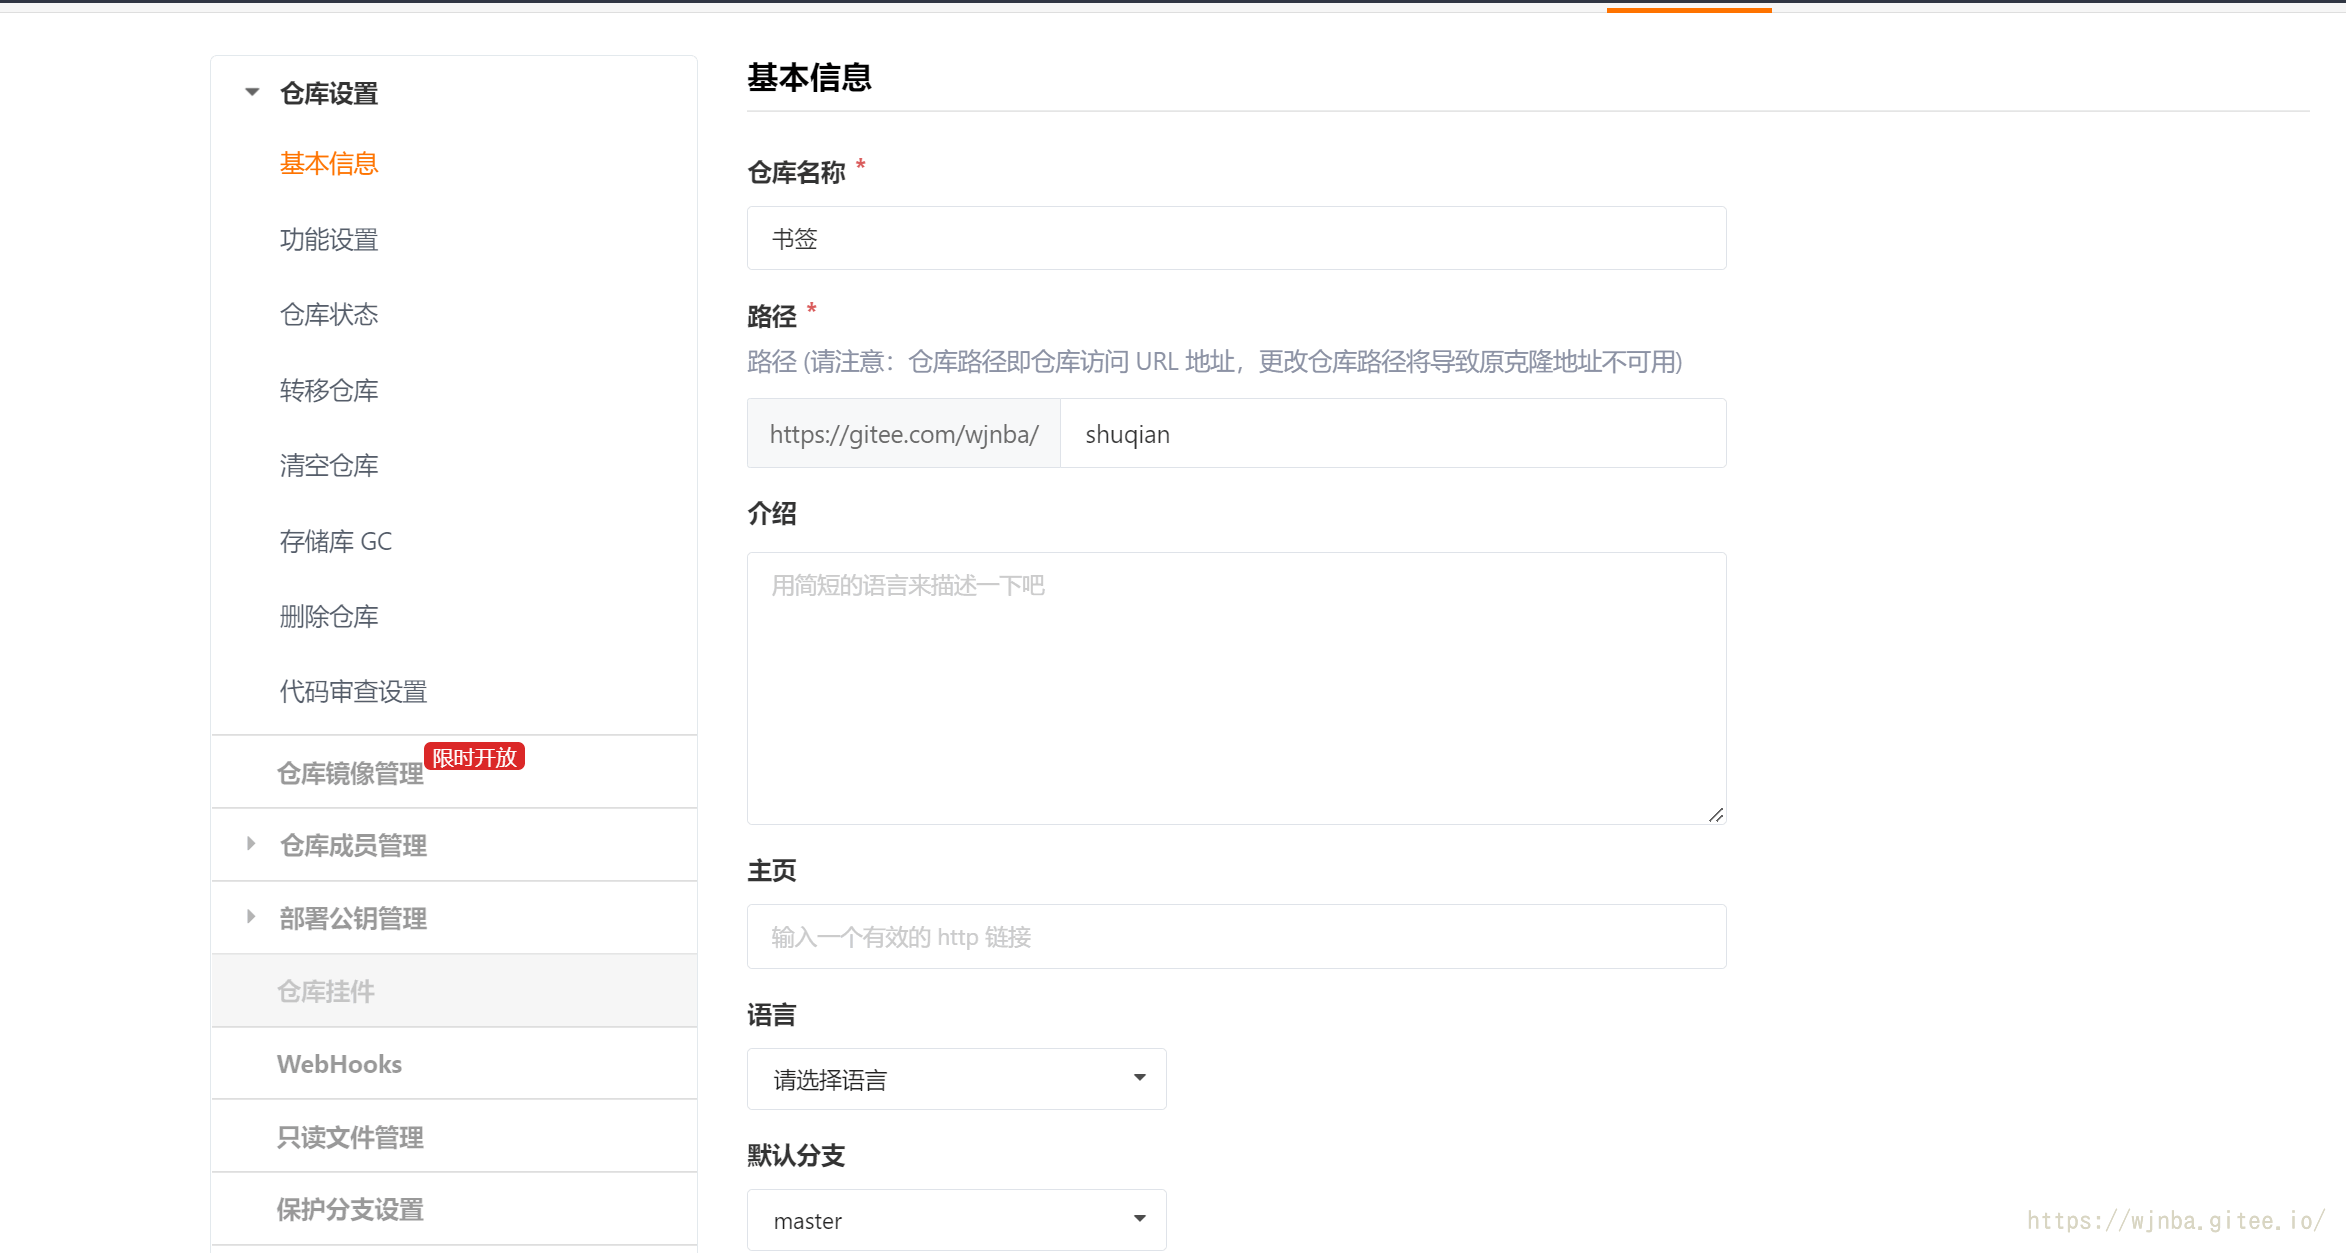 仓库设置
基本信息
功能设置
仓库状态
转移仓库
清空仓库
存储库 GC
删除仓库
代码审查设置
仓库镜像管理
限时开放
仓库成员管理
部署公钥管理
仓库挂件
WebHooks
只读文件管理
保护分支设置
基本信息
仓库名称 *
书签
路径 *
路径 (请注意：仓库路径即仓库访问 URL 地址，更改仓库路径将导致原克隆地址不可用)
https://gitee.com/wjnba/ shuqian
介绍
用简短的语言来描述一下吧
主页
输入一个有效的 http 链接
语言
请选择语言
默认分支
master
https://wjnba.gitee.io/